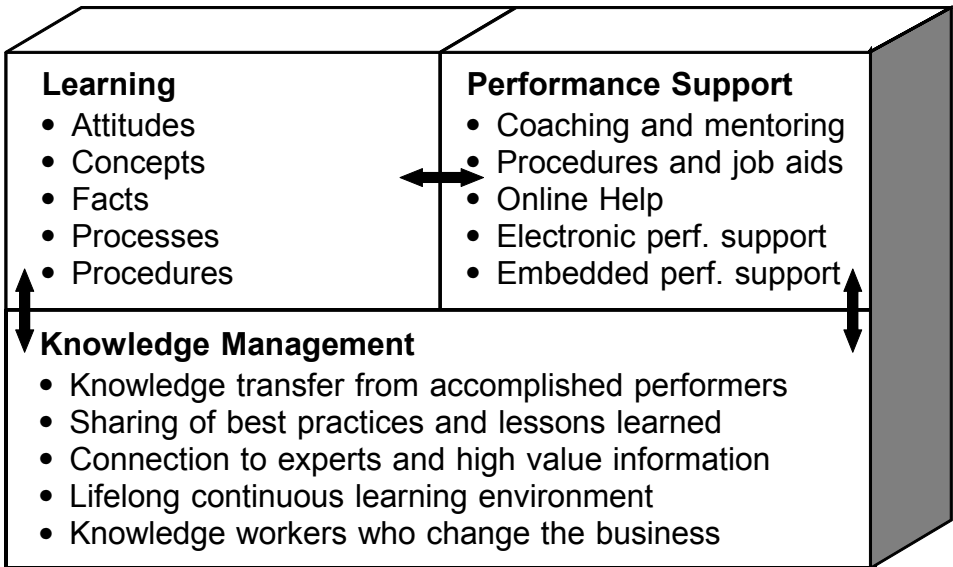 Learning
• Attitudes
• Concepts
• Facts
• Processes
• Procedures
Performance Support
• Coaching and mentoring
• Procedures and job aids
• Online Help
• Electronic perf. support
• Embedded perf. support
Knowledge Management
• Knowledge transfer from accomplished performers
• Sharing of best practices and lessons learned
• Connection to experts and high value information
• Lifelong continuous learning environment
• Knowledge workers who change the business